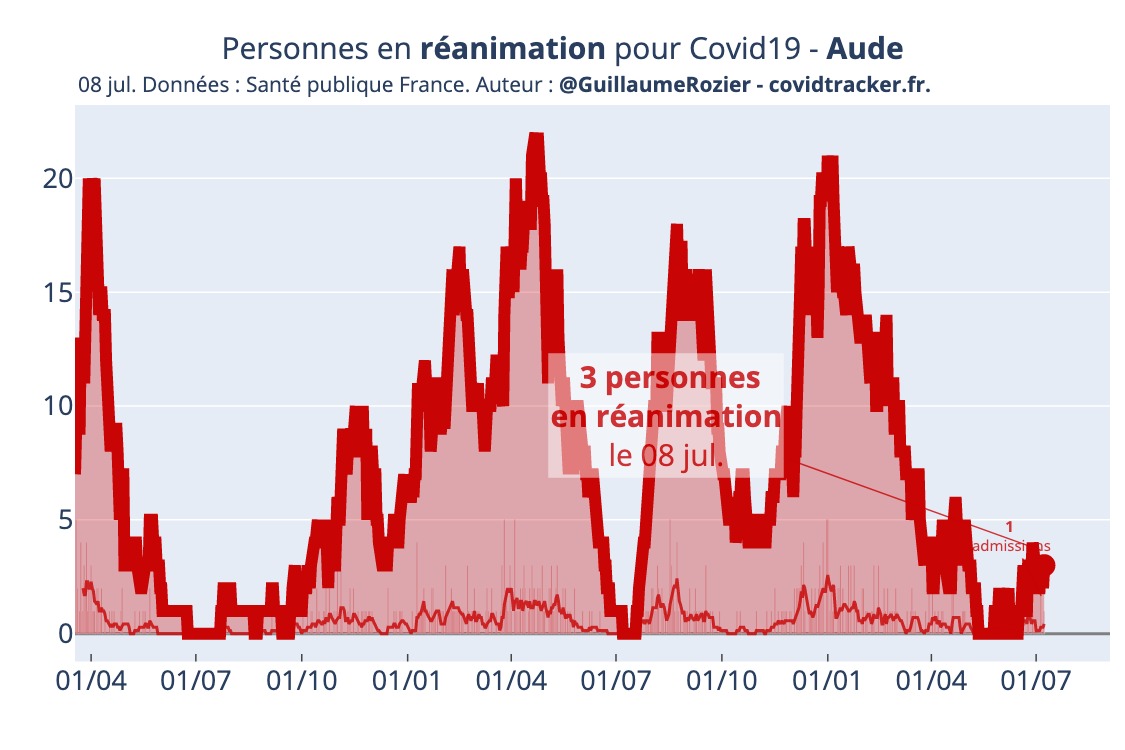 Personnes en réanimation pour Covid19 - Aude
08 jul. Données : Santé publique France. Auteur : @GuillaumeRozier - covidtracker.fr.
20
15
10
5
0
3 personnes
en réanimation
le 08 jul.
1
admissions
01/04 01/07 01/10 01/01 01/04 01/07 01/10 01/01 01/04 01/07